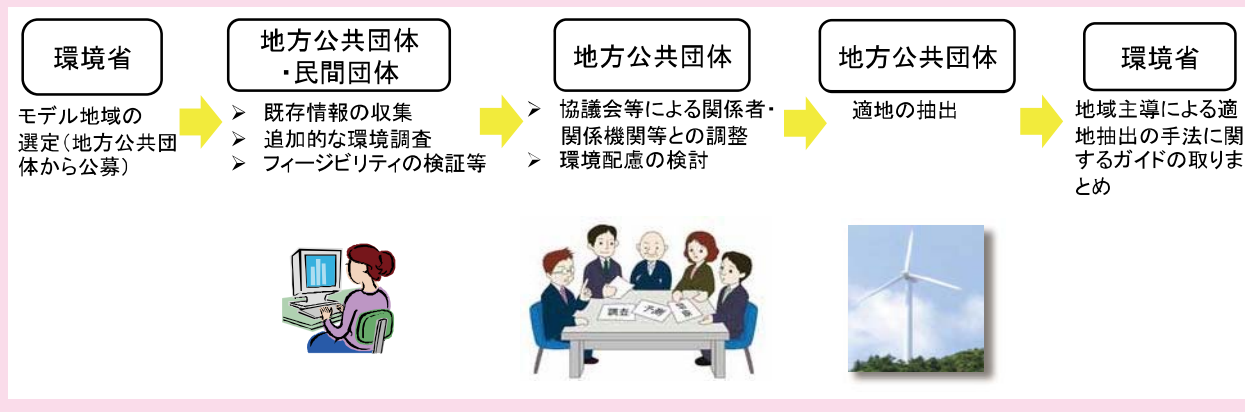 環境省
モデル地域の
選定(地方公共団
体から公募)
地方公共団体
・民間団体
➢ 既存情報の収集
➢ 追加的な環境調査
➢ フィージビリティの検証等
地方公共団体
➢ 協議会等による関係者・
関係機関等との調整
➢ 環境配慮の検討
調査
予測
地方公共団体
適地の抽出
環境省
地域主導による適
地抽出の手法に関
するガイドの取りま
とめ